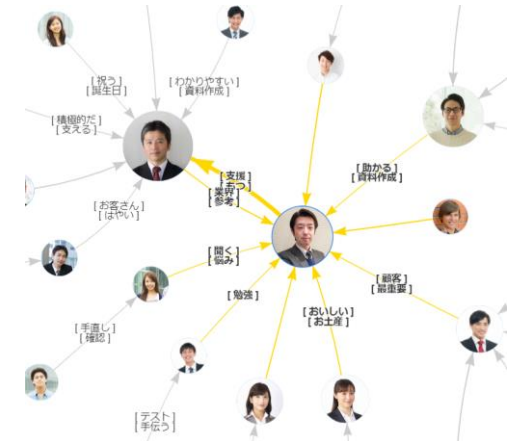 [ 祝う ]
[ 誕生日 ]
[ わかりやすい ]
[ 資料作成 ]
[ 積極的だ ]
[ 支える ]
[ 助かる ]
[ 資料作成 ]
[ 支援 ]
[ もつ ]
[ 業界 ]
[ 参考 ]
[ お客さん ]
[ はやい ]
[ 聞く ]
[ 悩み ]
[ 顧客 ]
[ 最重要 ]
[ 勉強 ]
[ おいしい ]
[ お土産 ]
[ 手直し ]
[ 確認 ]
[ テスト ]
[ 手伝う ]